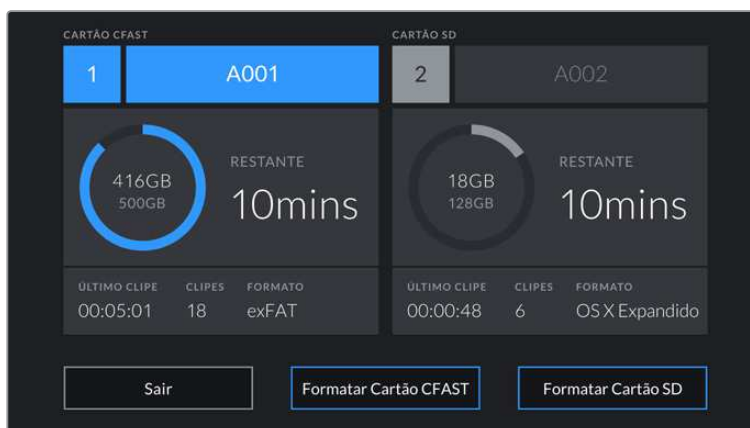 CARTÃO CFAST
1 A001
416GB
500GB
RESTANTE
10mins
ÚLTIMO CLIPE CLIPES FORMATO
00:05:01 18 exFAT
CARTÃO SD
2 A002
18GB
128GB
RESTANTE
10mins
ÚLTIMO CLIPE CLIPES FORMATO
00:00:48 6 OS X Expandido
Sair
Formatar Cartão CFAST
Formatar Cartão SD